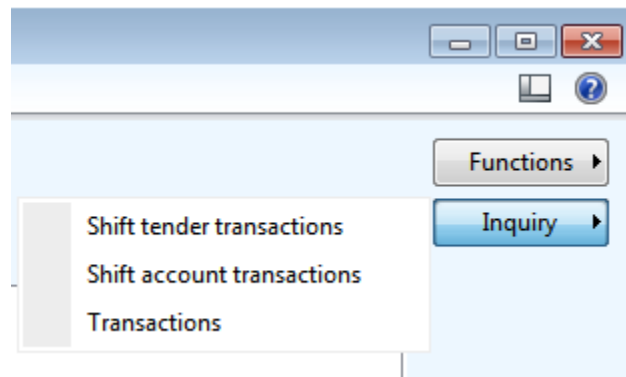 Functions
Inquiry
Shift tender transactions
Shift account transactions
Transactions